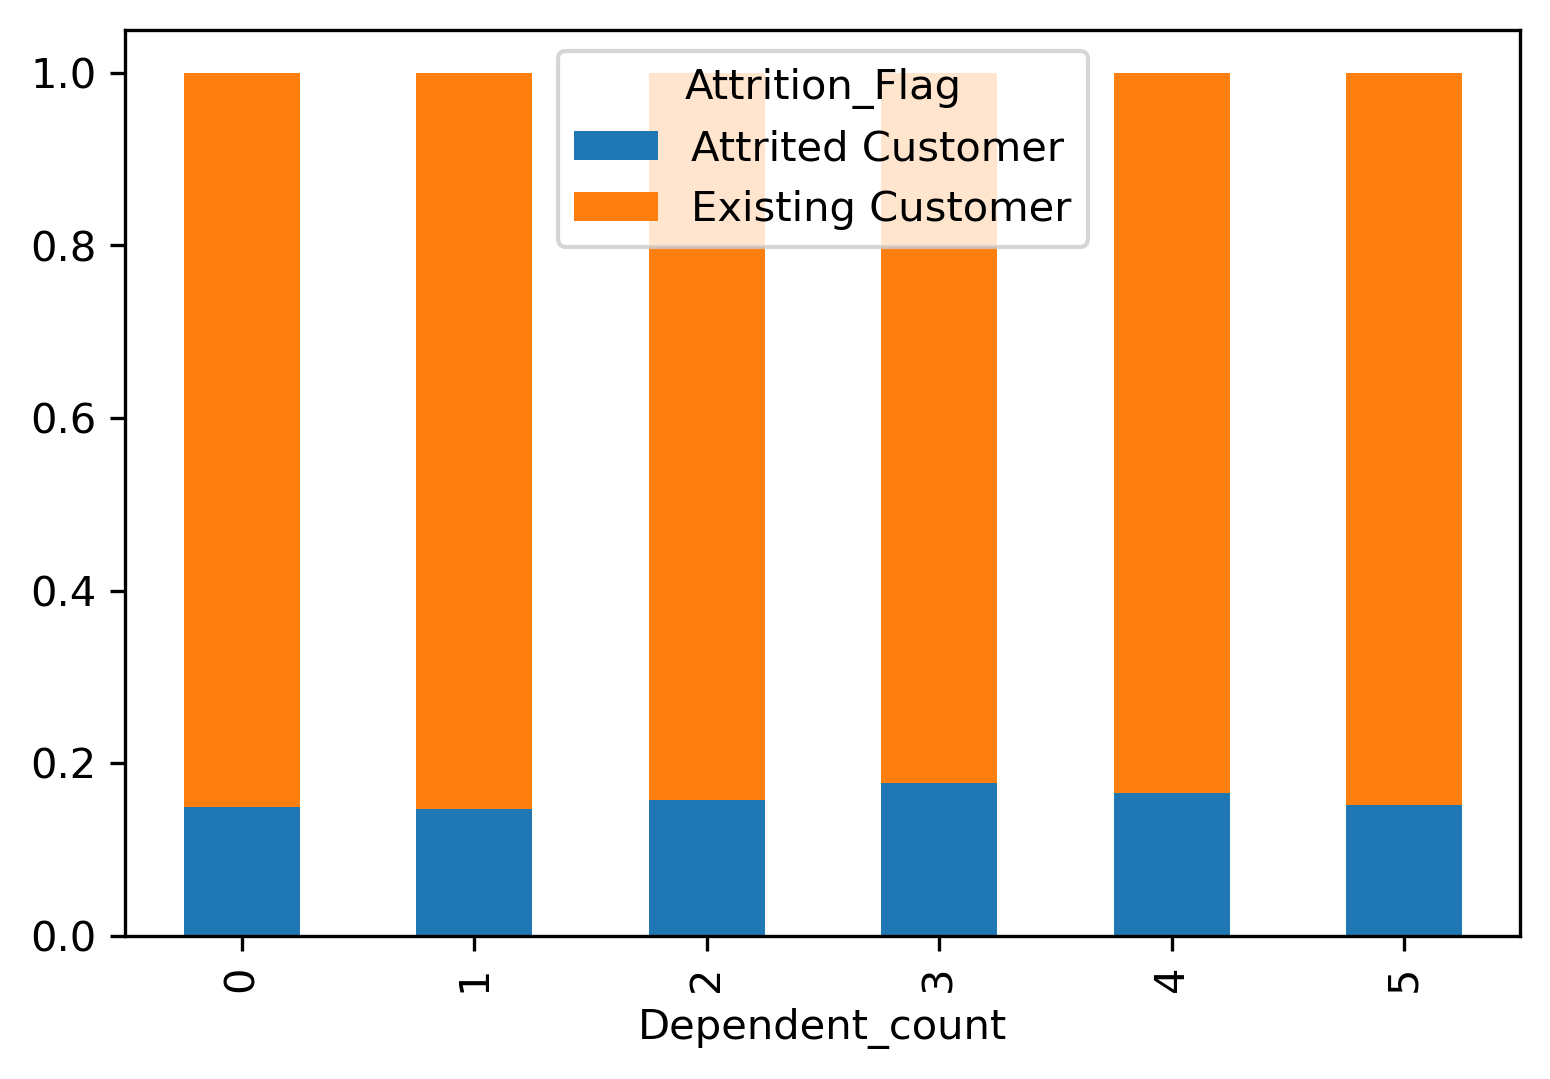 Attrition_Flag
Attrited Customer
Existing Customer
1.0
0.8
0.6
0.4
0.2
0.0
0 1 2 3 4 5
Dependent_count